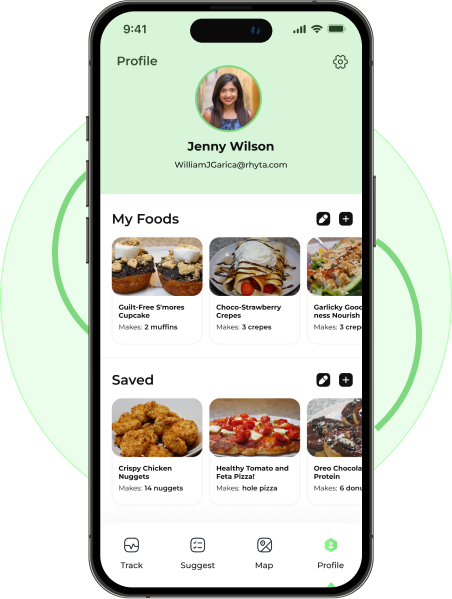 9:41
Profile
Jenny Wilson
WilliamJGarica@rhyta.com
My Foods
Guilt-Free S'mores
Cupcake
Makes: 2 muffins
Choco-Strawberry
Crepes
Makes: 3 crepes
Garlicky Good
ness Nourish
Makes: 3 crep
Saved
Crispy Chicken
Nuggets
Makes: 14 nuggets
Healthy Tomato and
Feta Pizza!
Makes: hole pizza
Oreo Chocola
Protein
Makes: 6 donu
Track
Suggest
Map
Profile